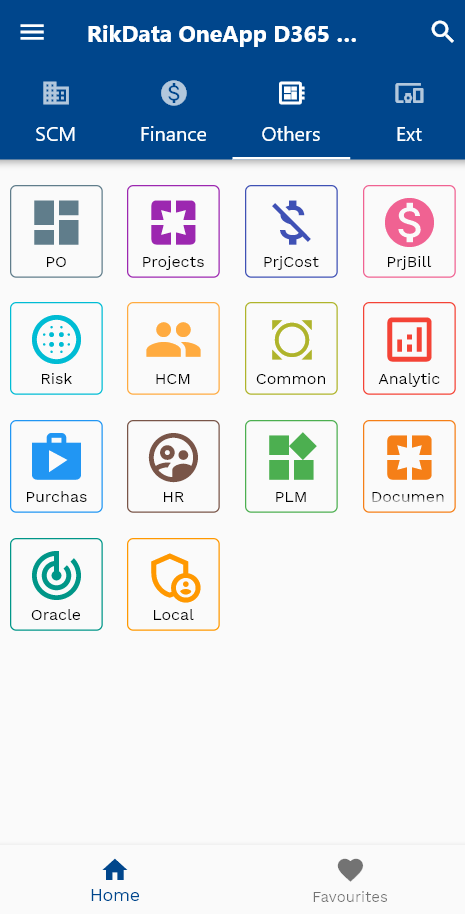 RikData OneApp D365 ...
SCM Finance Others Ext
PO Projects PrjCost PrjBill
Risk HCM Common Analytic
Purchas HR PLM Documen
Oracle Local
Home Favourites